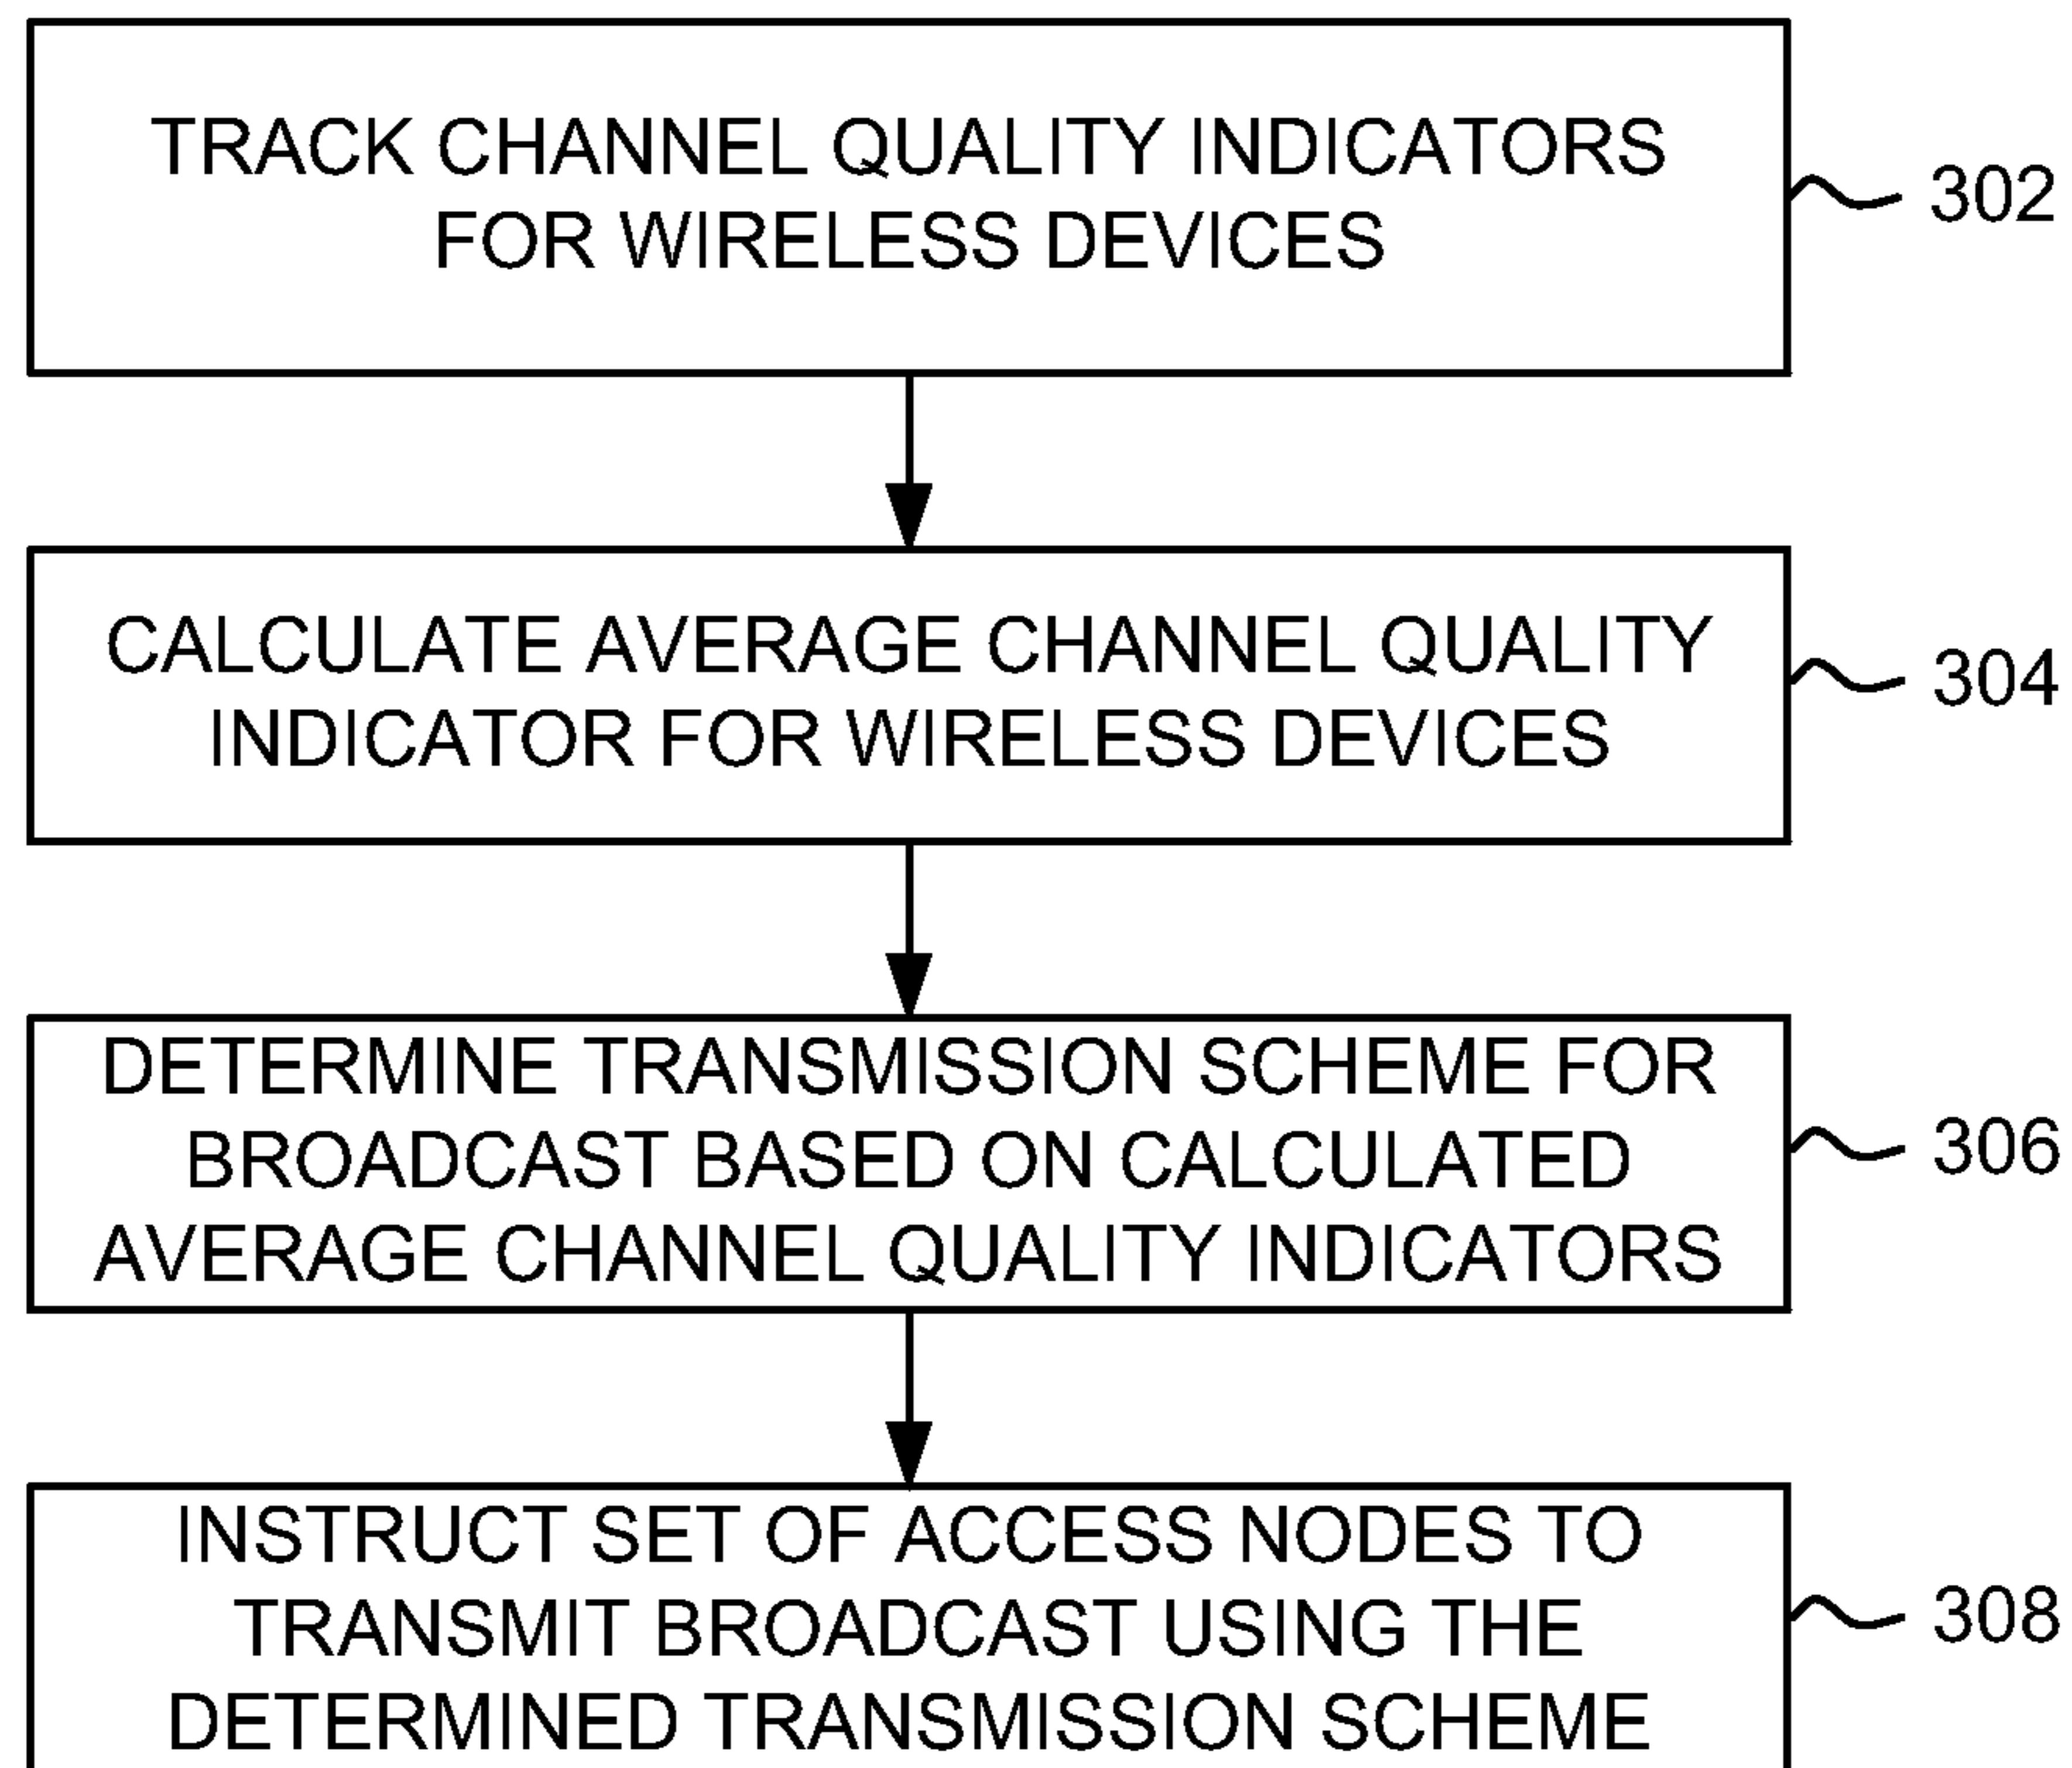 TRACK CHANNEL QUALITY INDICATORS
FOR WIRELESS DEVICES
302
CALCULATE AVERAGE CHANNEL QUALITY
INDICATOR FOR WIRELESS DEVICES
304
DETERMINE TRANSMISSION SCHEME FOR
BROADCAST BASED ON CALCULATED
AVERAGE CHANNEL QUALITY INDICATORS
306
INSTRUCT SET OF ACCESS NODES TO
TRANSMIT BROADCAST USING THE
DETERMINED TRANSMISSION SCHEME
308